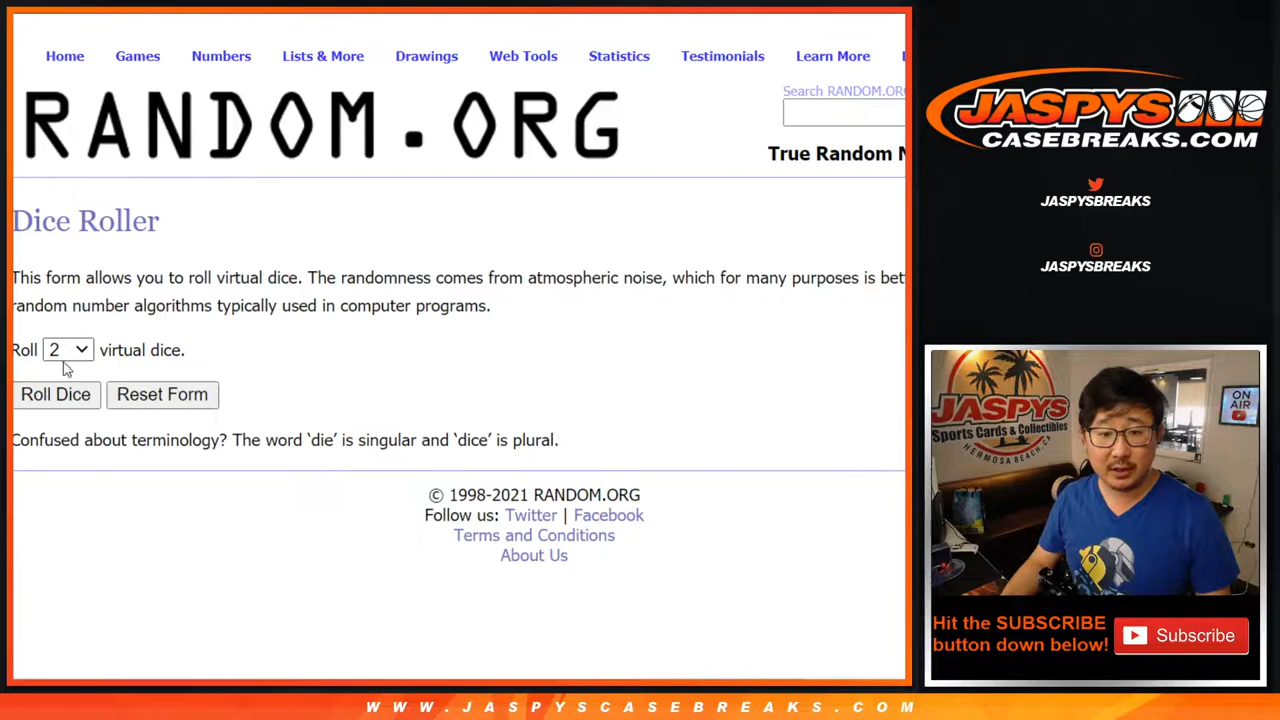 Home Games Numbers Lists & More Drawings Web Tools Statistics Testimonials Learn More
RANDOM.ORG
Search RANDOM.ORG
True Random N
Dice Roller
This form allows you to roll virtual dice. The randomness comes from atmospheric noise, which for many purposes is bet
random number algorithms typically used in computer programs.
Roll 2 virtual dice.
Roll Dice Reset Form
Confused about terminology? The word ‘die’ is singular and ‘dice’ is plural.
© 1998-2021 RANDOM.ORG
Follow us: Twitter | Facebook
Terms and Conditions
About Us
JASPYS
CASEBREAKS.COM
JASPYSBREAKS
JASPYSBREAKS
JASPYS
Sports Cards & Collectibles
HERMOSA BEACH, CA
ON
AIR
Hit the SUBSCRIBE
button down below!
Subscribe
WWW.JASPYSCASEBREAKS.COM